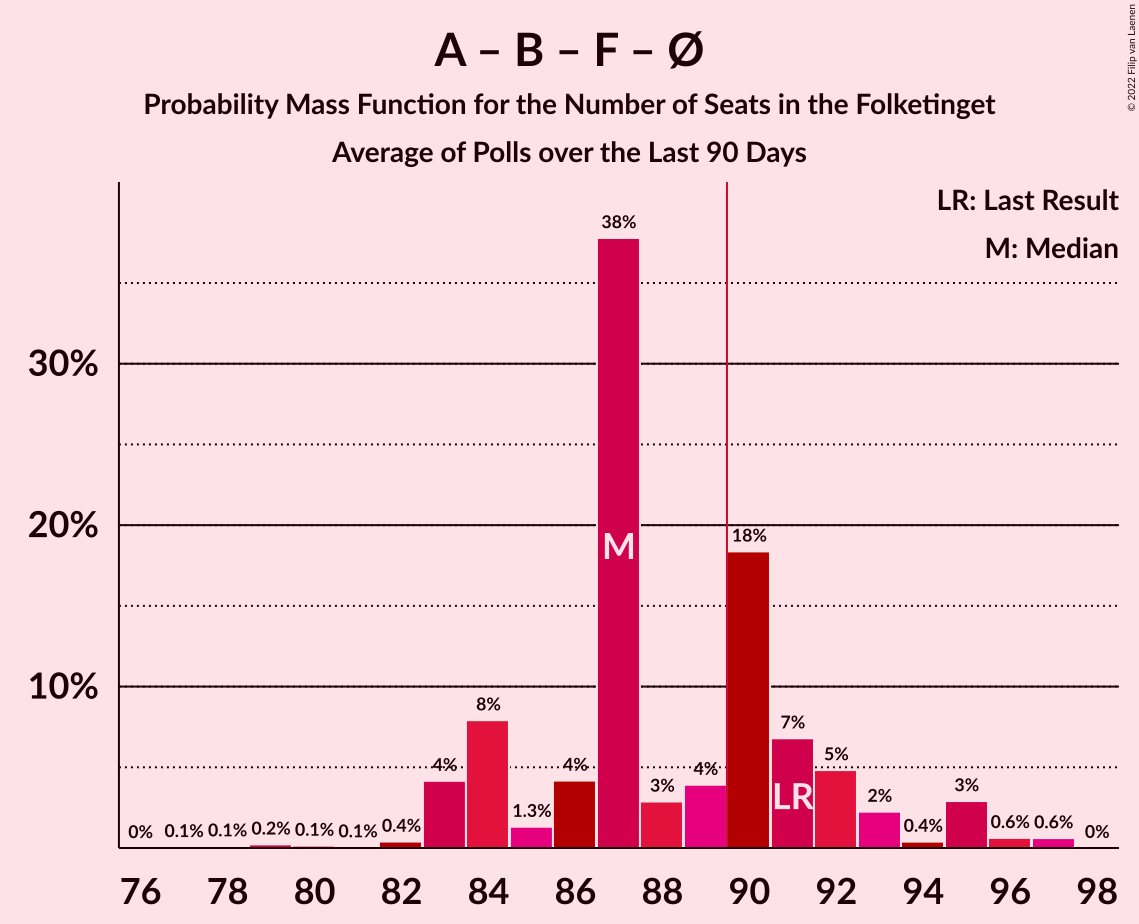 A – B – F – Ø
Probability Mass Function for the Number of Seats in the Folketinget
Average of Polls over the Last 90 Days
© 2022 Filip van Laenen
LR: Last Result
M: Median
30%
20%
10%
0%
0.1%
0.1%
0.2%
0.1%
0.1%
0.4%
4%
8%
1.3%
4%
38%
M
3%
4%
18%
7%
LR
5%
2%
0.4%
3%
0.6%
0.6%
0%
76 78 80 82 84 86 88 90 92 94 96 98